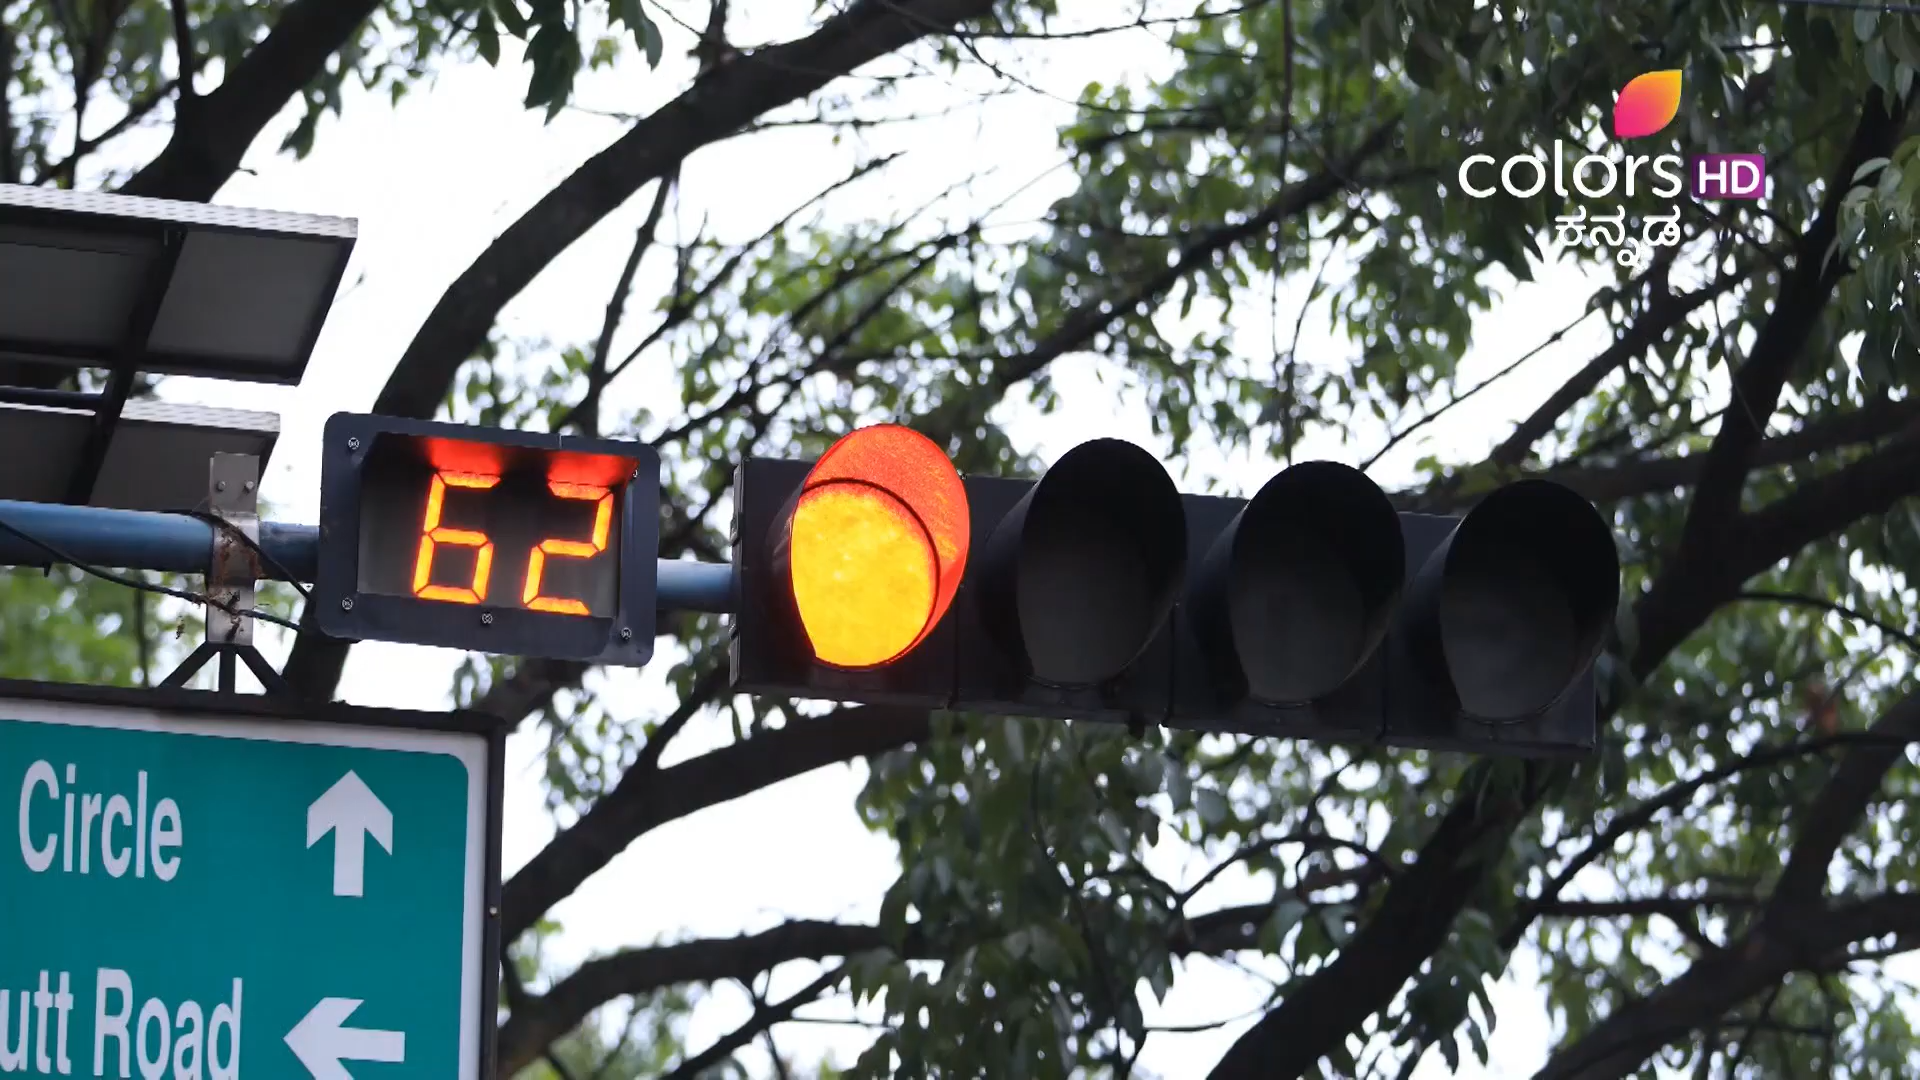 colors HD
ಕನ್ನಡ
62
Circle
utt Road